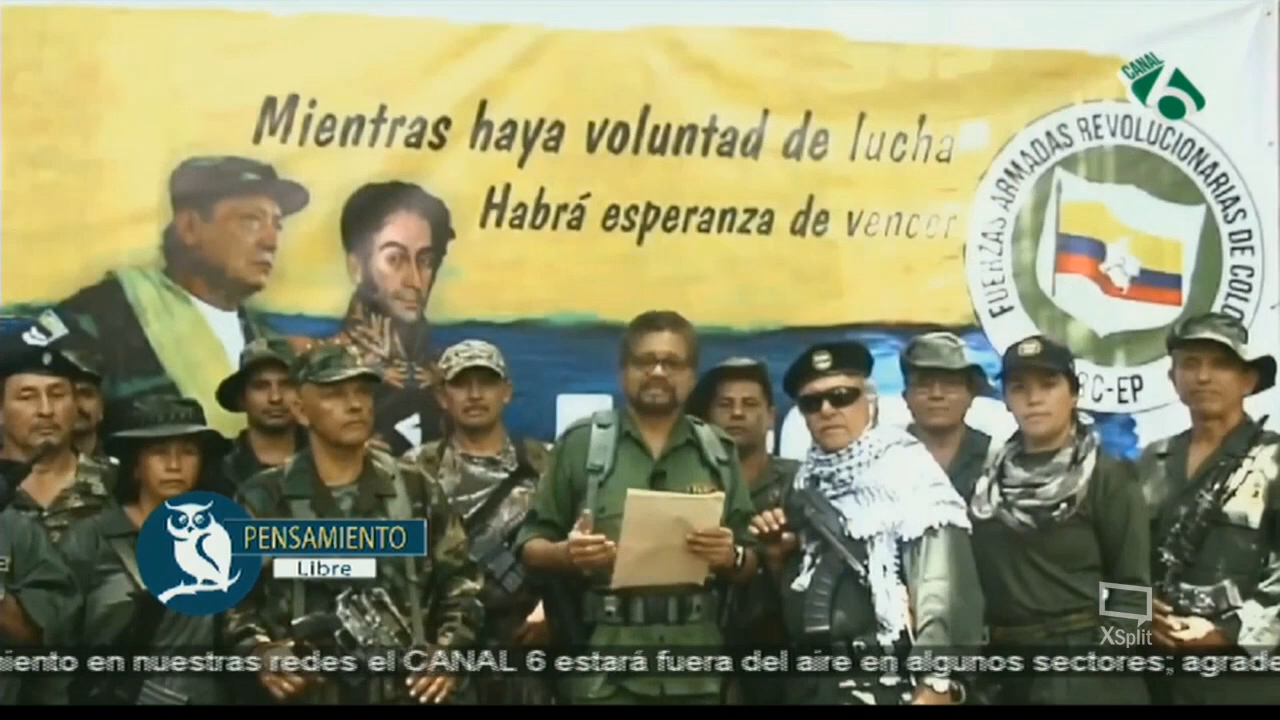 CANAL
6
Mientras haya voluntad de lucha
Habrá esperanza de vencer
FUERZAS ARMADAS REVOLUCIONARIAS DE COLO
RC-EP
PENSAMIENTO
Libre
XSplit
miento en nuestras redes el CANAL 6 estará fuera del aire en algunos sectores; agrade